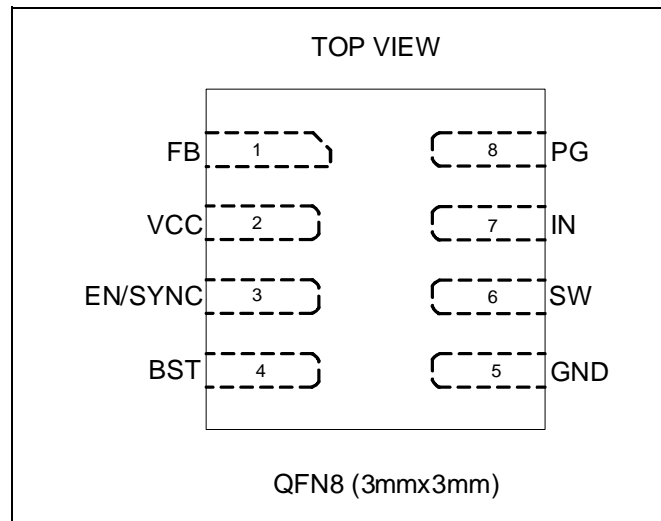 TOP VIEW
FB 1 8 PG
VCC 2 7 IN
EN/SYNC 3 6 SW
BST 4 5 GND
QFN8 (3mmx3mm)